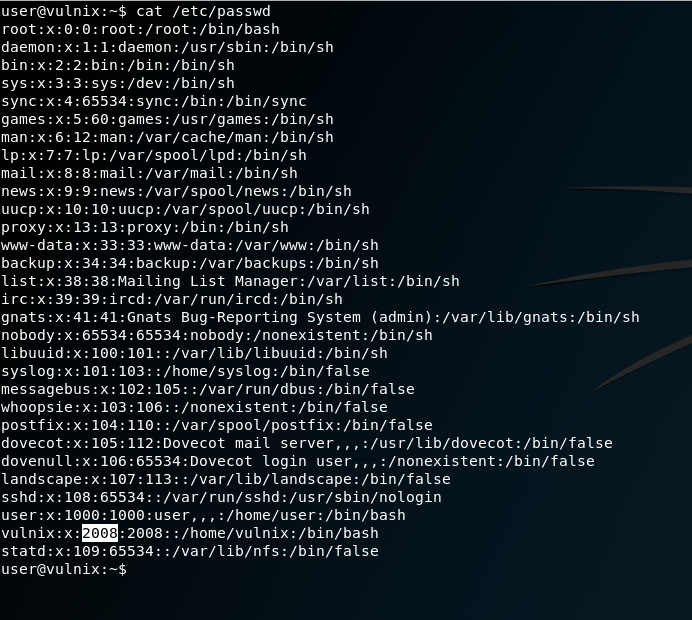 user@vulnix:~$ cat /etc/passwd
root:x:0:0:root:/root:/bin/bash
daemon:x:1:1:daemon:/usr/sbin:/bin/sh
bin:x:2:2:bin:/bin:/bin/sh
sys:x:3:3:sys:/dev:/bin/sh
sync:x:4:65534:sync:/bin:/bin/sync
games:x:5:60:games:/usr/games:/bin/sh
man:x:6:12:man:/var/cache/man:/bin/sh
lp:x:7:7:lp:/var/spool/lpd:/bin/sh
mail:x:8:8:mail:/var/mail:/bin/sh
news:x:9:9:news:/var/spool/news:/bin/sh
uucp:x:10:10:uucp:/var/spool/uucp:/bin/sh
proxy:x:13:13:proxy:/bin:/bin/sh
www-data:x:33:33:www-data:/var/www:/bin/sh
backup:x:34:34:backup:/var/backups:/bin/sh
list:x:38:38:Mailing List Manager:/var/list:/bin/sh
irc:x:39:39:ircd:/var/run/ircd:/bin/sh
gnats:x:41:41:Gnats Bug-Reporting System (admin):/var/lib/gnats:/bin/sh
nobody:x:65534:65534:nobody:/nonexistent:/bin/sh
libuuid:x:100:101::/var/lib/libuuid:/bin/sh
syslog:x:101:103::/home/syslog:/bin/false
messagebus:x:102:105::/var/run/dbus:/bin/false
whoopsie:x:103:106::/nonexistent:/bin/false
postfix:x:104:110::/var/spool/postfix:/bin/false
dovecot:x:105:112:Dovecot mail server,,,:/usr/lib/dovecot:/bin/false
dovenull:x:106:65534:Dovecot login user,,,:/nonexistent:/bin/false
landscape:x:107:113::/var/lib/landscape:/bin/false
sshd:x:108:65534::/var/run/sshd:/usr/sbin/nologin
user:x:1000:1000:user,,,:/home/user:/bin/bash
vulnix:x:2008:2008::/home/vulnix:/bin/bash
statd:x:109:65534::/var/lib/nfs:/bin/false
user@vulnix:~$